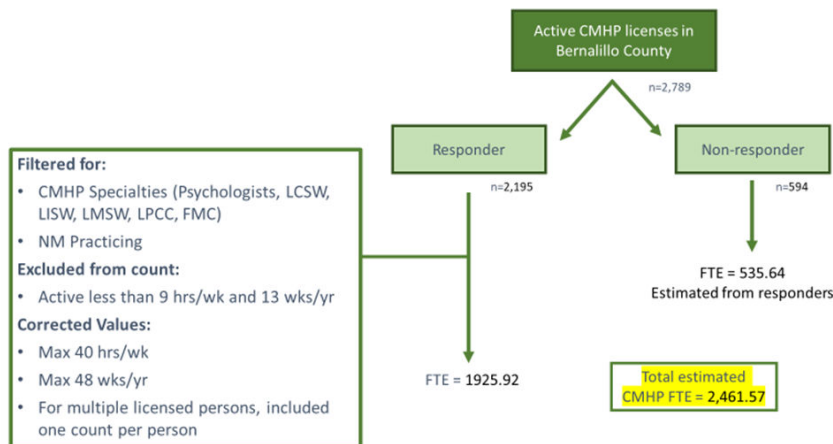 Active CMHP licenses in
Bernalillo County
n=2,789
Responder
Non-responder
n=2,195
n=594
Filtered for:
• CMHP Specialties (Psychologists, LCSW,
LISW, LMSW, LPCC, FMC)
• NM Practicing
Excluded from count:
• Active less than 9 hrs/wk and 13 wks/yr
Corrected Values:
• Max 40 hrs/wk
• Max 48 wks/yr
• For multiple licensed persons, included
one count per person
FTE = 535.64
Estimated from responders
FTE = 1925.92
Total estimated
CMHP FTE = 2,461.57